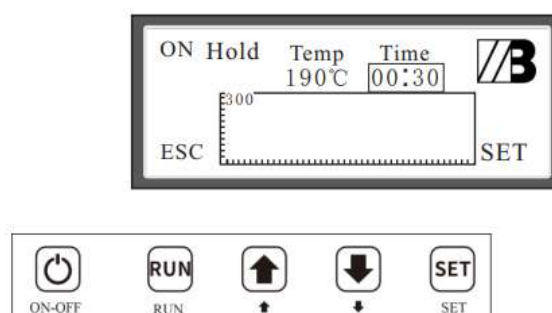 ON Hold Temp Time
190℃ 00:30
300
ESC SET
RUN SET
ON-OFF RUN ⬆ ⬇ SET